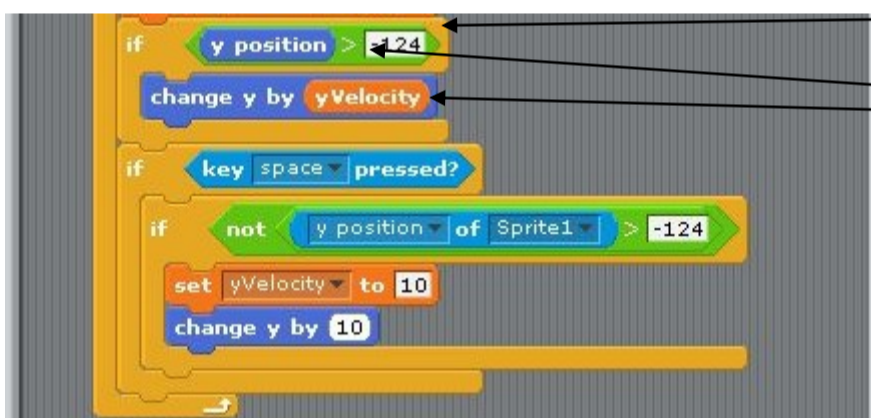 if y position > -124
change y by yVelocity
if key space pressed?
if not y position of Sprite1 > -124
set yVelocity to 10
change y by 10